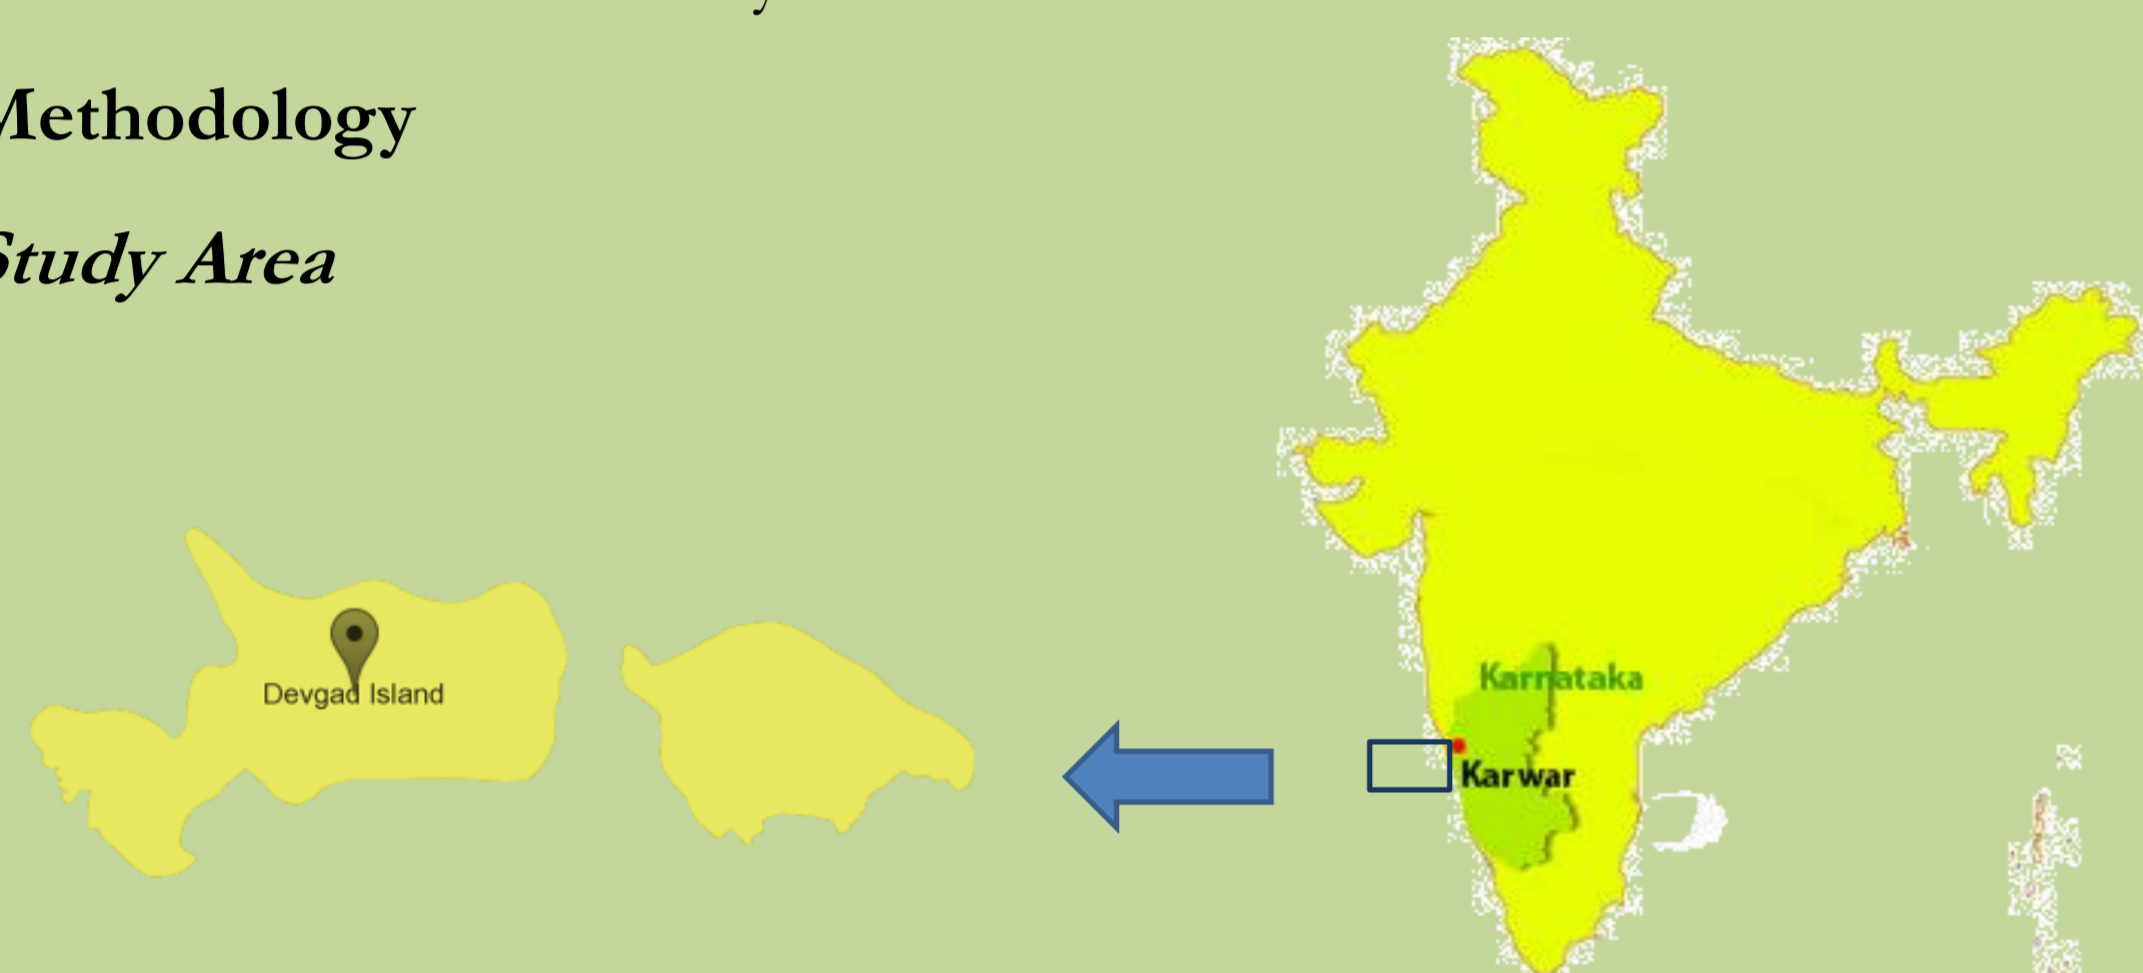 Methodology
Study Area
Devgad Island
Karnataka
Karwar